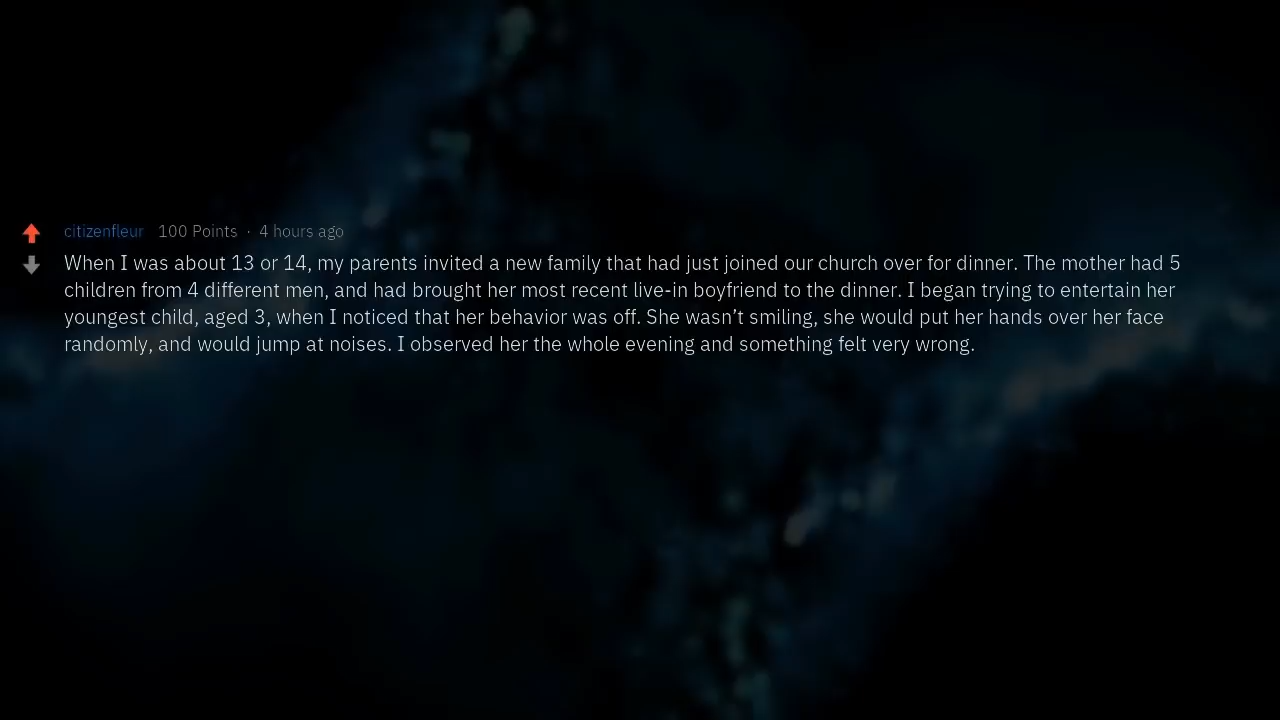 citizenfleur 100 Points · 4 hours ago
When I was about 13 or 14, my parents invited a new family that had just joined our church over for dinner. The mother had 5
children from 4 different men, and had brought her most recent live-in boyfriend to the dinner. I began trying to entertain her
youngest child, aged 3, when I noticed that her behavior was off. She wasn’t smiling, she would put her hands over her face
randomly, and would jump at noises. I observed her the whole evening and something felt very wrong.